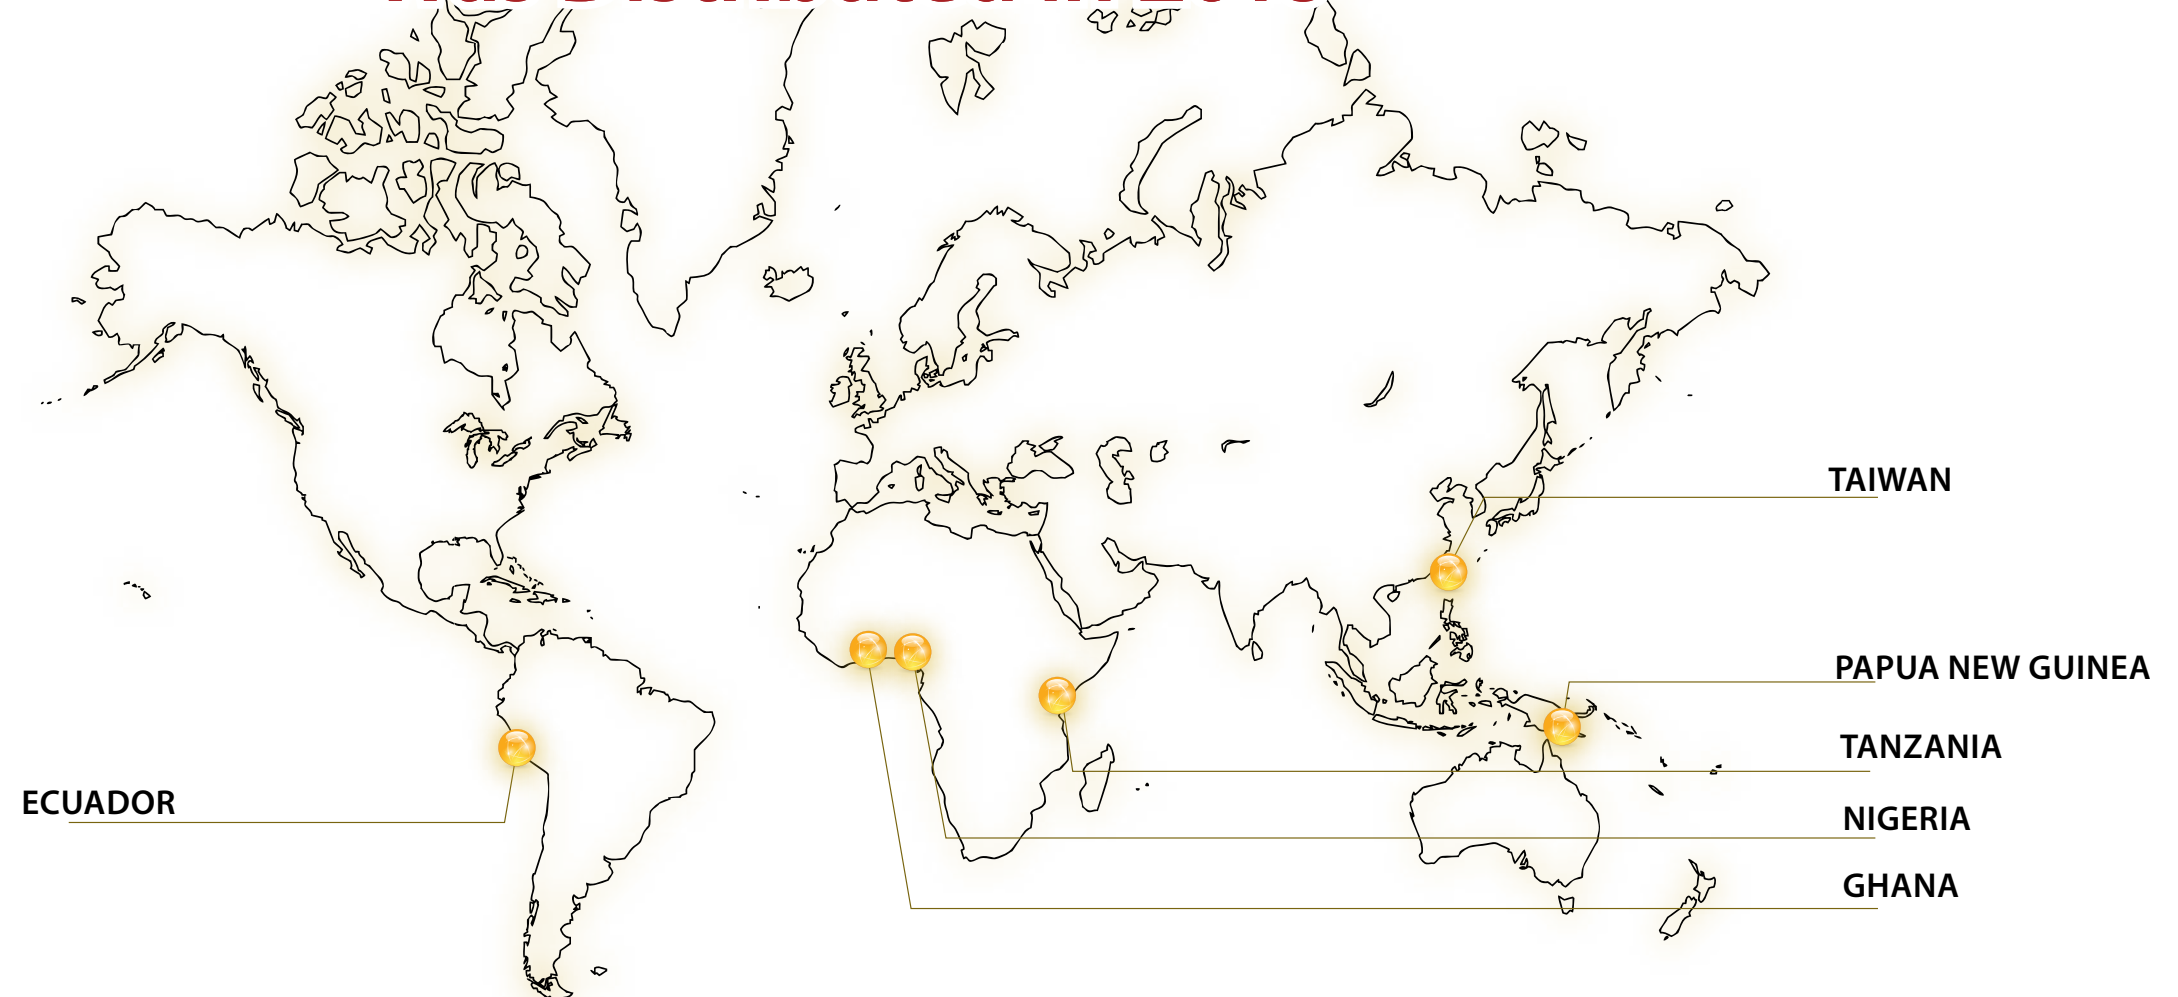 TAIWAN
PAPUA NEW GUINEA
TANZANIA
ECUADOR
NIGERIA
GHANA